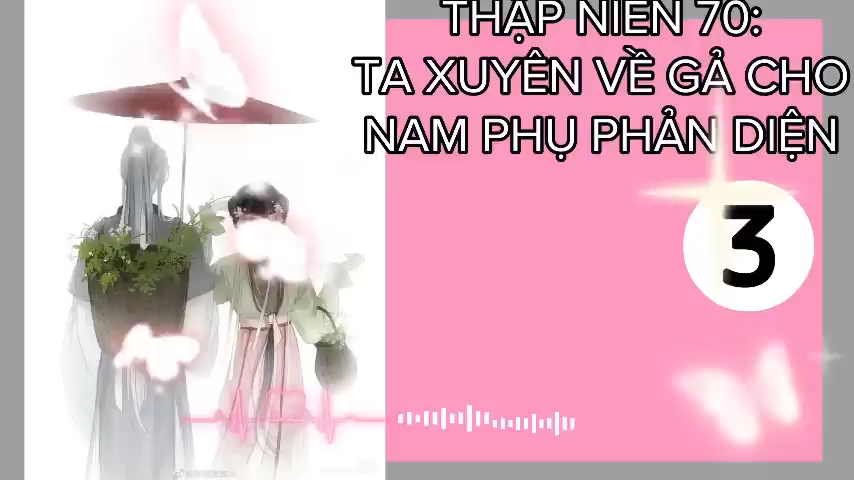 THẬP NIÊN 70:
TA XUYÊN VỀ GẢ CHO
NAM PHỤ PHẢN DIỆN
3